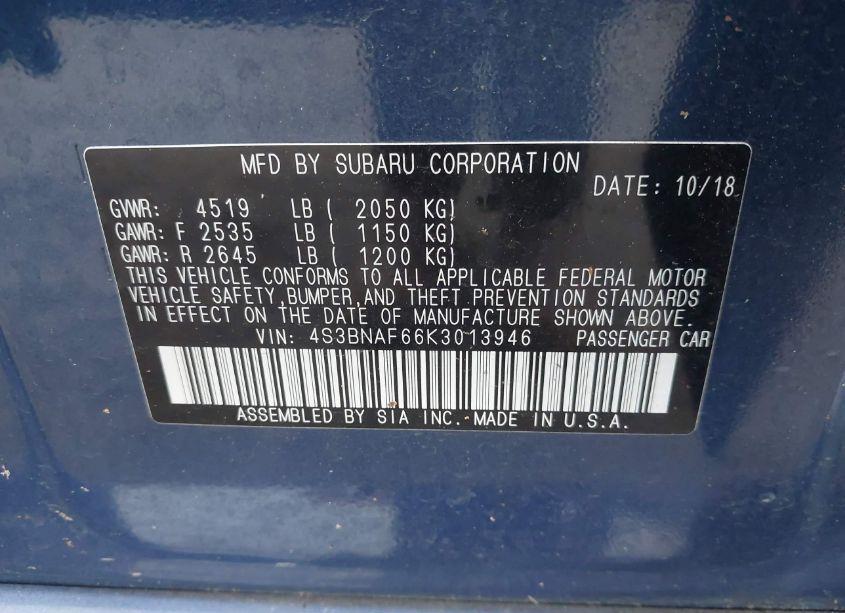 MFD BY SUBARU CORPORATION
DATE: 10/18
GVWR: 4519 LB ( 2050 KG)
GAWR: F 2535 LB ( 1150 KG)
GAWR: R 2645 LB ( 1200 KG)
THIS VEHICLE CONFORMS TO ALL APPLICABLE FEDERAL MOTOR
VEHICLE SAFETY,BUMPER,AND THEFT PREVENTION STANDARDS
IN EFFECT ON THE DATE OF MANUFACTURE SHOWN ABOVE.
VIN: 4S3BNAF66K3013946 PASSENGER CAR
ASSEMBLED BY SIA INC. MADE IN U.S.A.